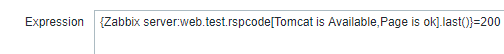 Expression {Zabbix server:web.test.rspcode[Tomcat is Available,Page is ok].last()}=200